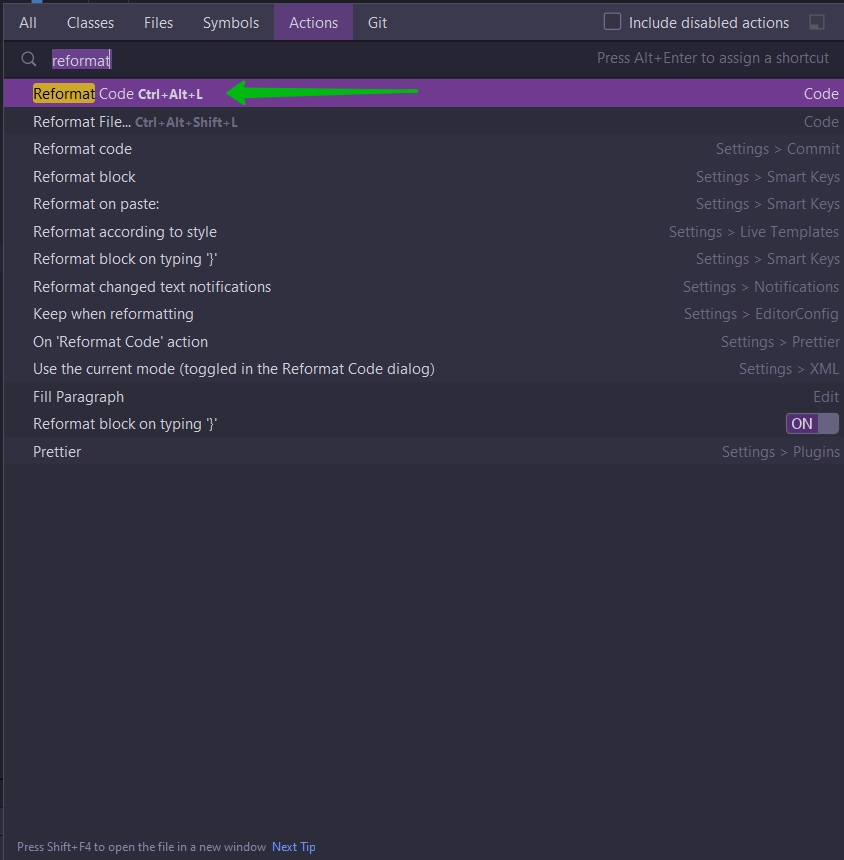 All Classes Files Symbols Actions Git Include disabled actions
reformat Press Alt+Enter to assign a shortcut
Reformat Code Ctrl+Alt+L Code
Reformat File... Ctrl+Alt+Shift+L Code
Reformat code Settings > Commit
Reformat block Settings > Smart Keys
Reformat on paste: Settings > Smart Keys
Reformat according to style Settings > Live Templates
Reformat block on typing '}' Settings > Smart Keys
Reformat changed text notifications Settings > Notifications
Keep when reformatting Settings > EditorConfig
On 'Reformat Code' action Settings > Prettier
Use the current mode (toggled in the Reformat Code dialog) Settings > XML
Fill Paragraph Edit
Reformat block on typing '}' ON
Prettier Settings > Plugins
Press Shift+F4 to open the file in a new window Next Tip